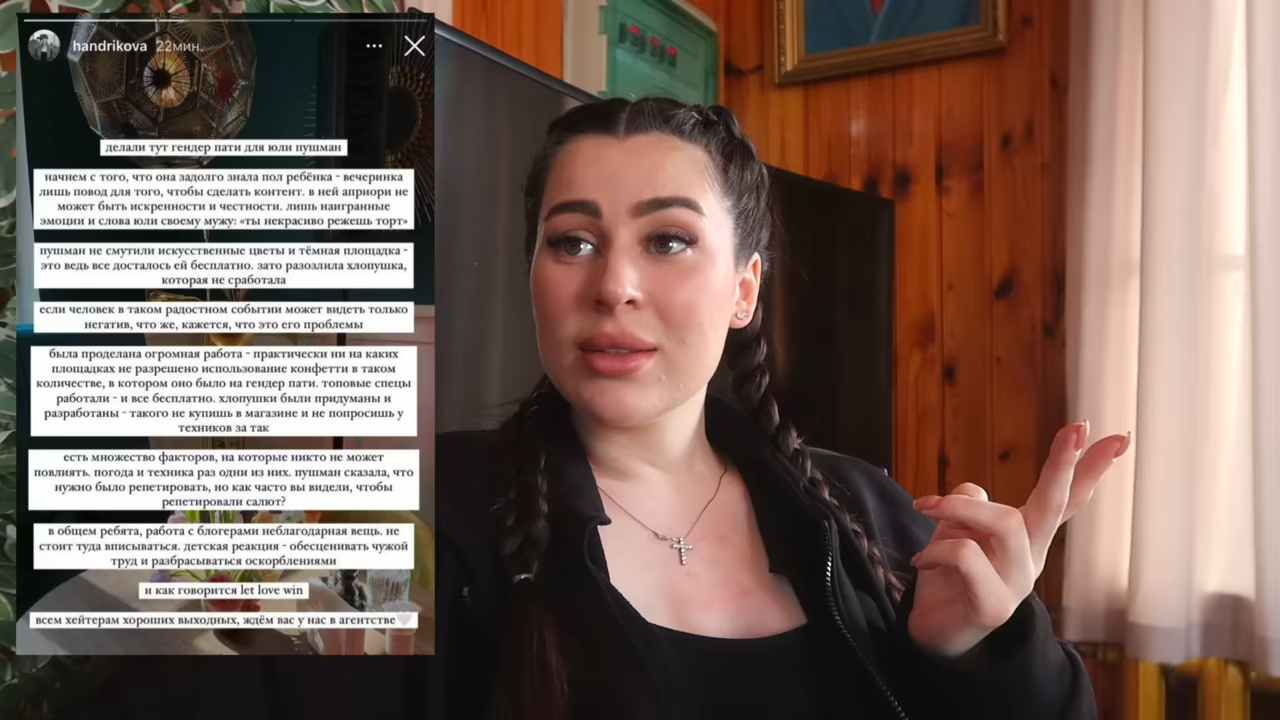 handrikova 22мин.
делали тут гендер пати для юли пушман
начнем с того, что она задолго знала пол ребёнка - вечеринка
лишь повод для того, чтобы сделать контент. в ней априори не
может быть искренности и честности. лишь наигранные
эмоции и слова юли своему мужу: «ты некрасиво режешь торт»
пушман не смутили искусственные цветы и тёмная площадка -
это ведь все досталось ей бесплатно. зато разозлила хлопушка,
которая не сработала
если человек в таком радостном событии может видеть только
негатив, что же, кажется, что это его проблемы
была проделана огромная работа - практически ни на каких
площадках не разрешено использование конфетти в таком
количестве, в котором оно было на гендер пати. топовые спецы
работали - и все бесплатно. хлопушки были придуманы и
разработаны - такого не купишь в магазине и не попросишь у
техников за так
есть множество факторов, на которые никто не может
повлиять. погода и техника раз одни из них. пушман сказала, что
нужно было репетировать, но как часто вы видели, чтобы
репетировали салют?
в общем ребята, работа с блогерами неблагодарная вещь. не
стоит туда вписываться. детская реакция - обесценивать чужой
труд и разбрасываться оскорблениями
и как говорится let love win
всем хейтерам хороших выходных, ждём вас у нас в агентстве